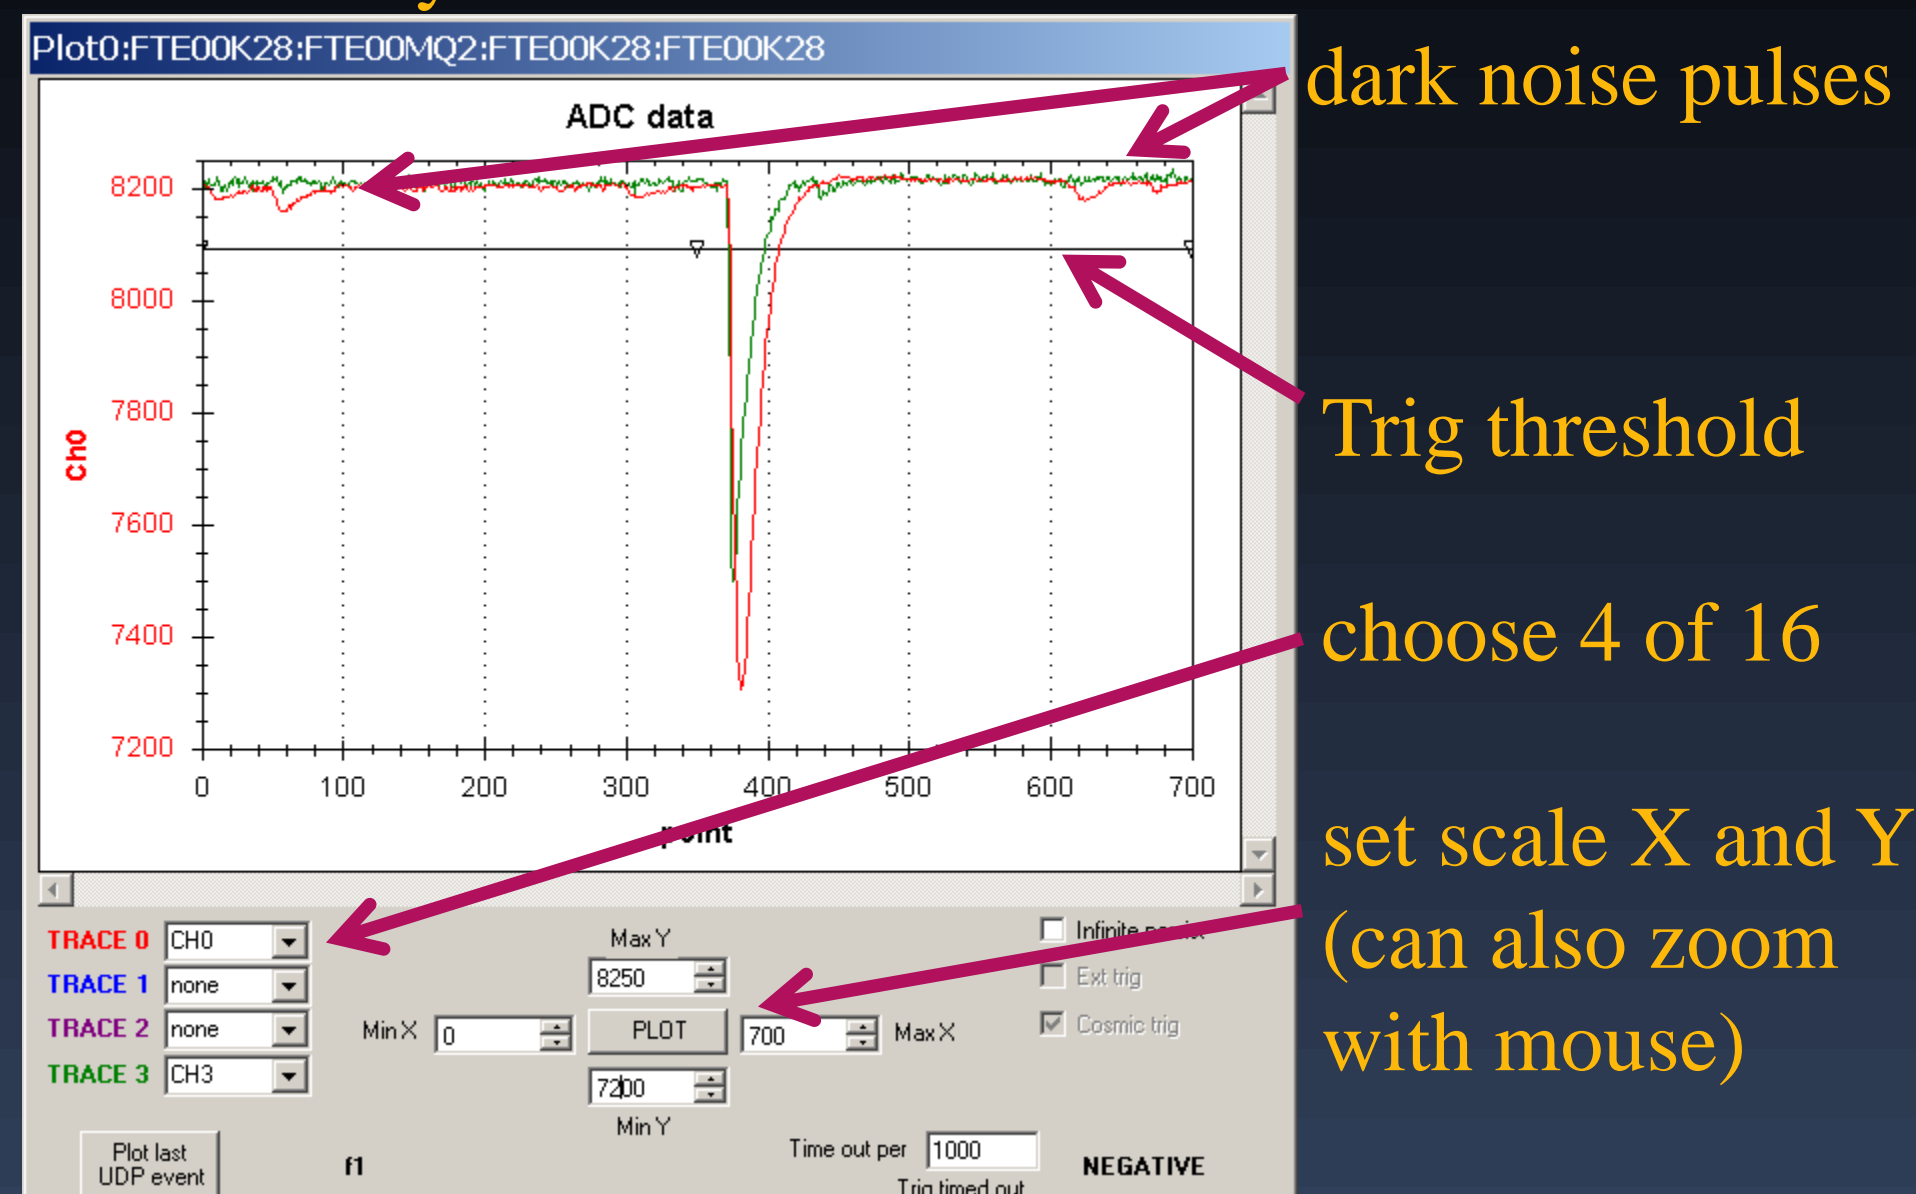 Plot0:FTE00K28:FTE00MQ2:FTE00K28:FTE00K28
dark noise pulses
ADC data
8200
8000
7800
7600
7400
7200
Ch0
0 100 200 300 400 500 600 700
point
Trig threshold
choose 4 of 16
set scale X and Y
(can also zoom
with mouse)
TRACE 0 CH0
TRACE 1 none
TRACE 2 none
TRACE 3 CH3
Max Y
8250
Min X 0 PLOT 700 Max X
7200
Min Y
Infinite
Ext trig
Cosmic trig
Plot last
UDP event
f1
Time out per 1000
Trig timed out
NEGATIVE